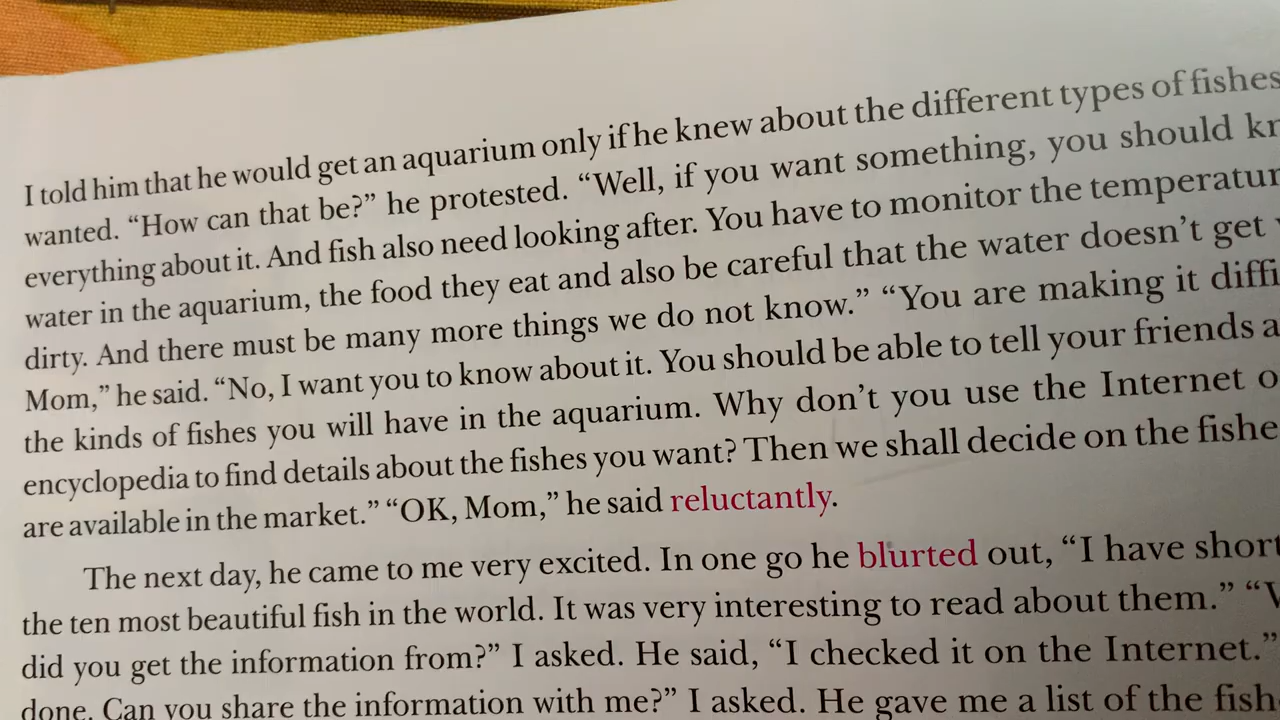 I told him that he would get an aquarium only if he knew about the different types of fishes
wanted. “How can that be?” he protested. “Well, if you want something, you should
everything about it. And fish also need looking after. You have to monitor the
water in the aquarium, the food they eat and also be careful that the water doesn’t get
dirty. And there must be many more things we do not know.” “You are making it
Mom,” he said. “No, I want you to know about it. You should be able to tell your friends
the kinds of fishes you will have in the aquarium. Why don’t you use the Internet
encyclopedia to find details about the fishes you want? Then we shall decide on the
are available in the market.” “OK, Mom,” he said reluctantly.
The next day, he came to me very excited. In one go he blurted out, “I have
the ten most beautiful fish in the world. It was very interesting to read about them.”
did you get the information from?” I asked. He said, “I checked it on the Internet.”
done. Can you share the information with me?” I asked. He gave me a list of the